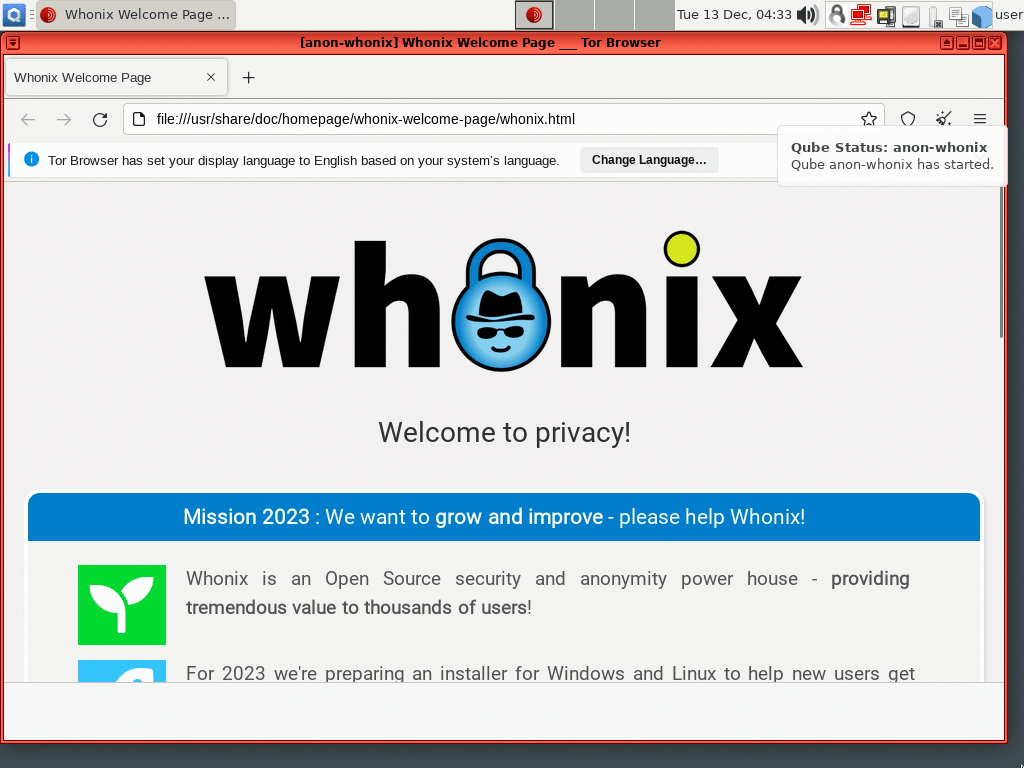 Whonix Welcome Page ...
Tue 13 Dec, 04:33
user
[anon-whonix] Whonix Welcome Page __ Tor Browser
Whonix Welcome Page
file:///usr/share/doc/homepage/whonix-welcome-page/whonix.html
Tor Browser has set your display language to English based on your system's language.
Change Language...
Qube Status: anon-whonix
Qube anon-whonix has started.
whonix
Welcome to privacy!
Mission 2023 : We want to grow and improve - please help Whonix!
Whonix is an Open Source security and anonymity power house - providing
tremendous value to thousands of users!
For 2023 we're preparing an installer for Windows and Linux to help new users get